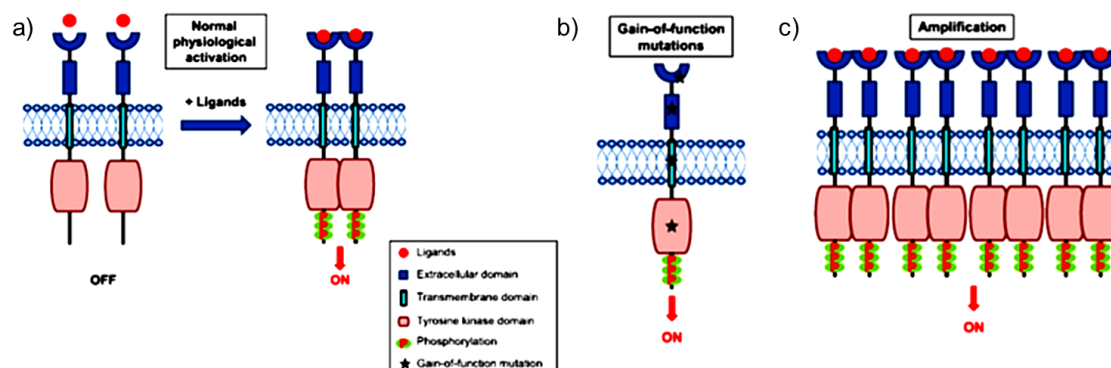 a)
Normal
physiological
activation
+ Ligands
OFF
ON
Ligands
Extracellular domain
Transmembrane domain
Tyrosine kinase domain
Phosphorylation
Gain-of-function mutation
b)
Gain-of-function
mutations
ON
c)
Amplification
ON